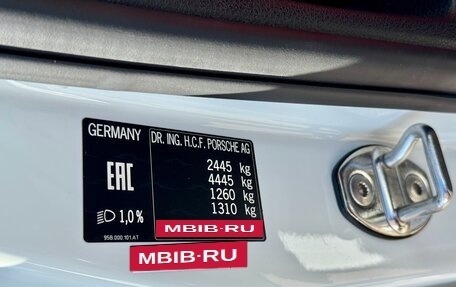 GERMANY
DR. ING. H.C.F. PORSCHE AG
EAC
2445 kg
4445 kg
1260 kg
1310 kg
1,0%
MBIB-RU
95B.000.101.AT
MBIB-RU